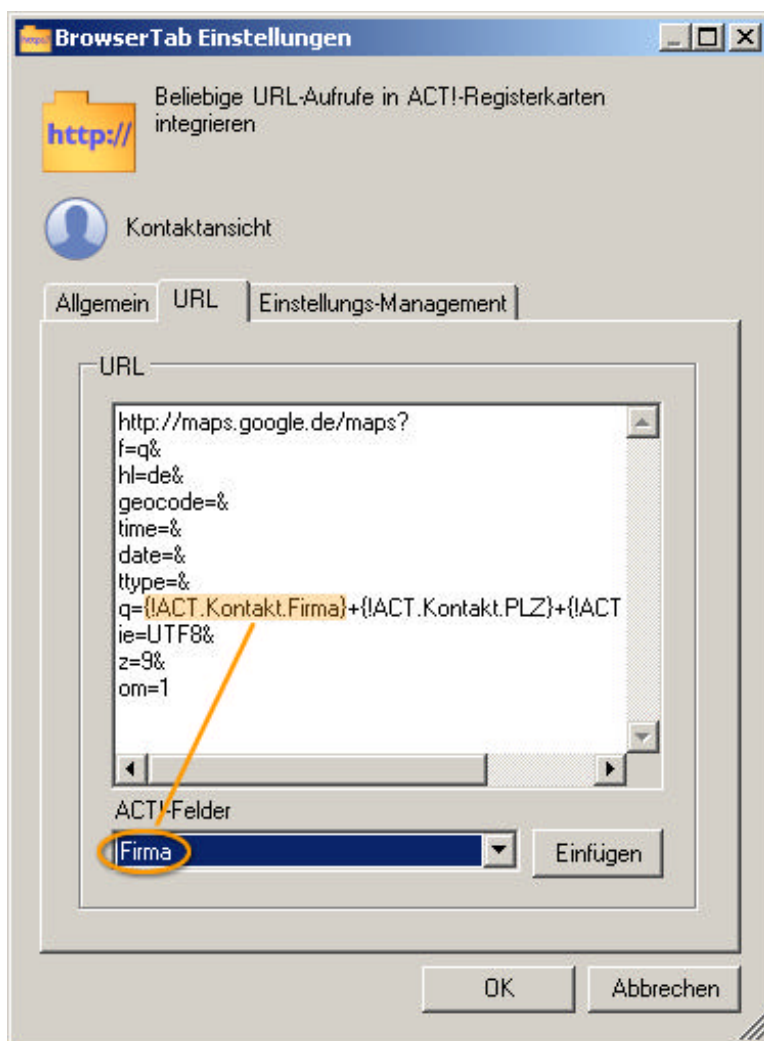 BrowserTab Einstellungen
Beliebige URL-Aufrufe in ACT!-Registerkarten
integrieren
http://
Kontaktansicht
Allgemein URL Einstellungs-Management
URL
http://maps.google.de/maps?
f=q&
hl=de&
geocode=&
time=&
date=&
ttype=&
q={!ACT.Kontakt.Firma}+{!ACT.Kontakt.PLZ}+{!ACT
ie=UTF8&
z=9&
om=1
ACT!-Felder
Firma Einfügen
OK Abbrechen